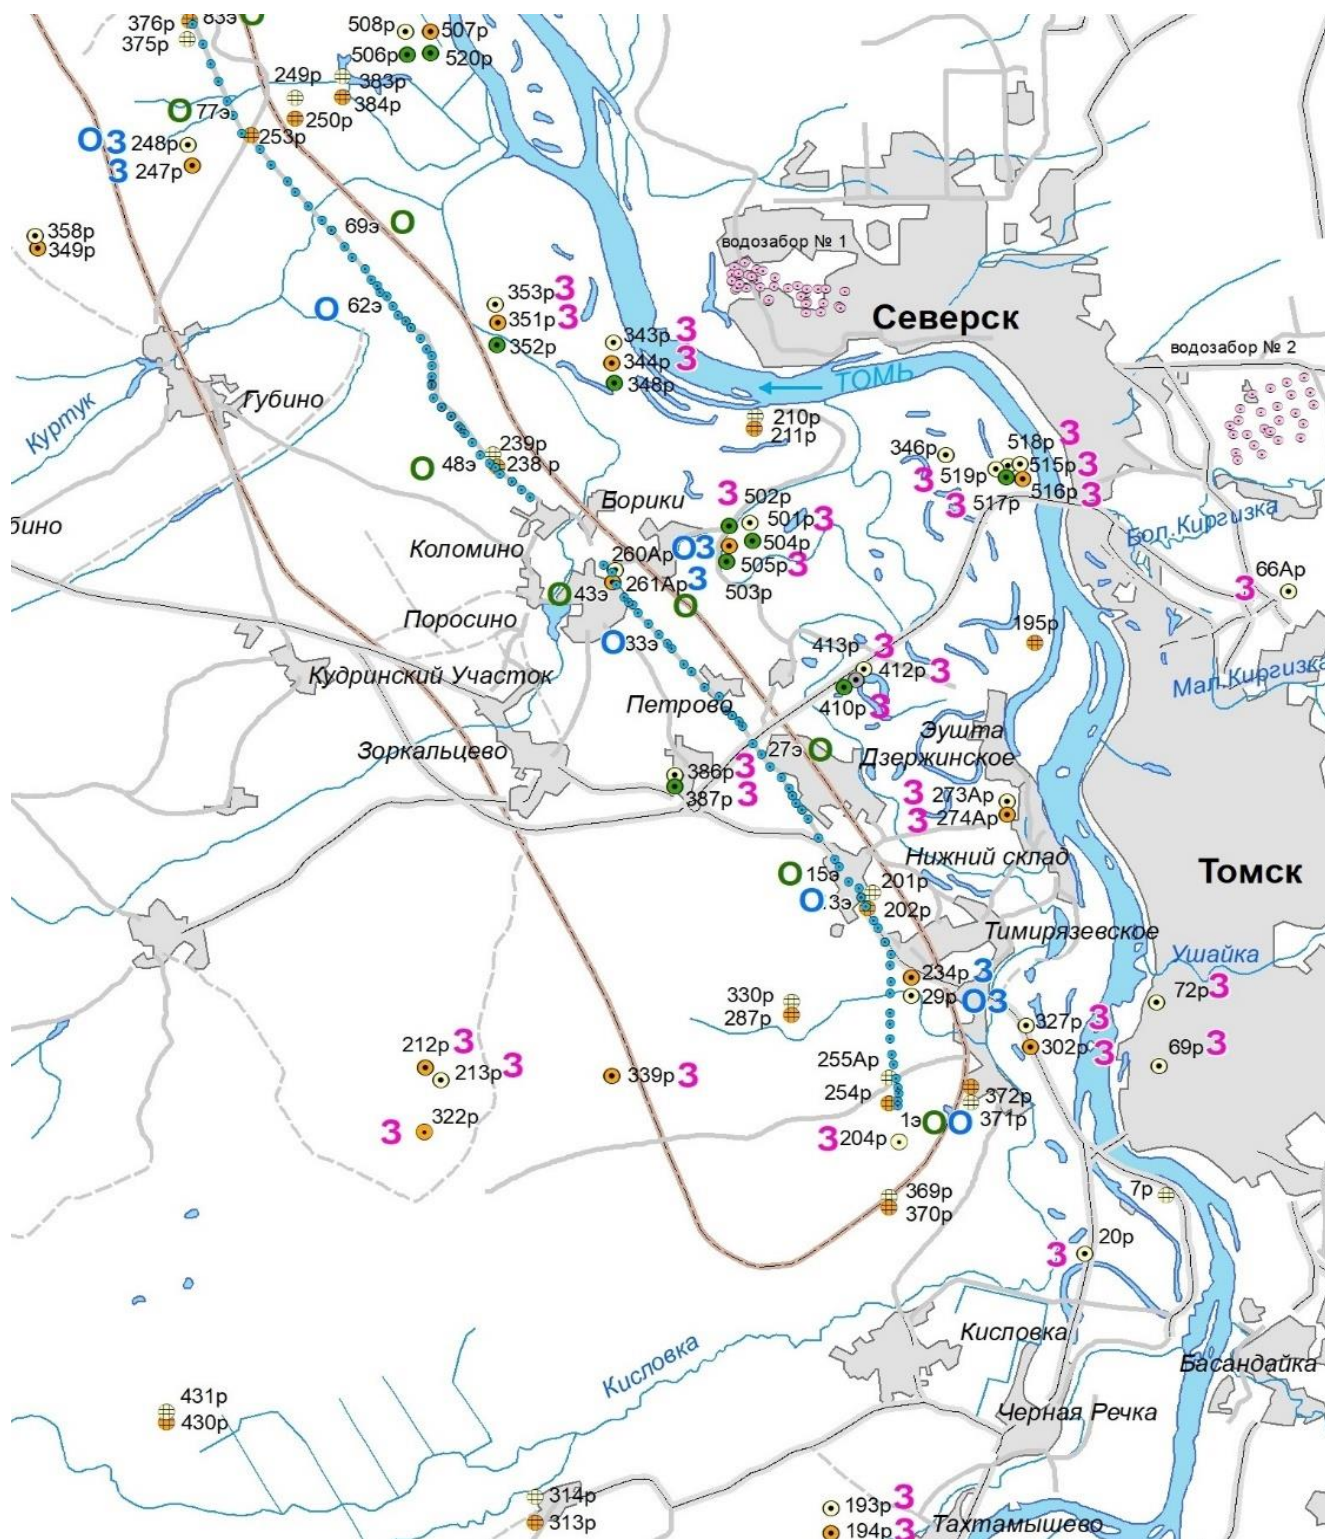 376р
83э
О
375р
508р
507р
506р
520р
249р
383р
384р
О
77э
250р
253р
ОЗ
248р
З
247р
69э
О
358р
349р
водозабор № 1
353р З
О
62э
351р З
Северск
352р
343р З
344р З
водозабор № 2
348р
ТОМЬ
Губино
Куртук
210р
211р
239р
346р
518р З
О
48э
238 р
519р
515р З
З
З
502р
517р
516р З
З
Борики
501р З
бино
Бол.Киргизка
Коломино
504р
ОЗ
260Ар
505р З
66Ар
З
261Ар З
503р
О
43э
О
Поросино
195р
О
33э
413р З
412р З
Кудринский Участок
Мал.Киргизка
Петрово
410р З
Эушта
Зоркальцево
27э
О
Дзержинское
386р З
387р З
З
273Ар
З
274Ар
Нижний склад
О
15э
201р
Томск
О
3э
202р
Тимирязевское
Ушайка
234р З
330р
29р
ОЗ
72р З
287р
327р З
212р З
302р З
69р З
213р З
339р З
255Ар
254р
372р
З
322р
1э
О
О
371р
З
204р
369р
7р
370р
20р
З
Кисловка
Кисловка
Басандайка
431р
430р
Черная Речка
314р
193р З
313р
194р З
Тахтамышево